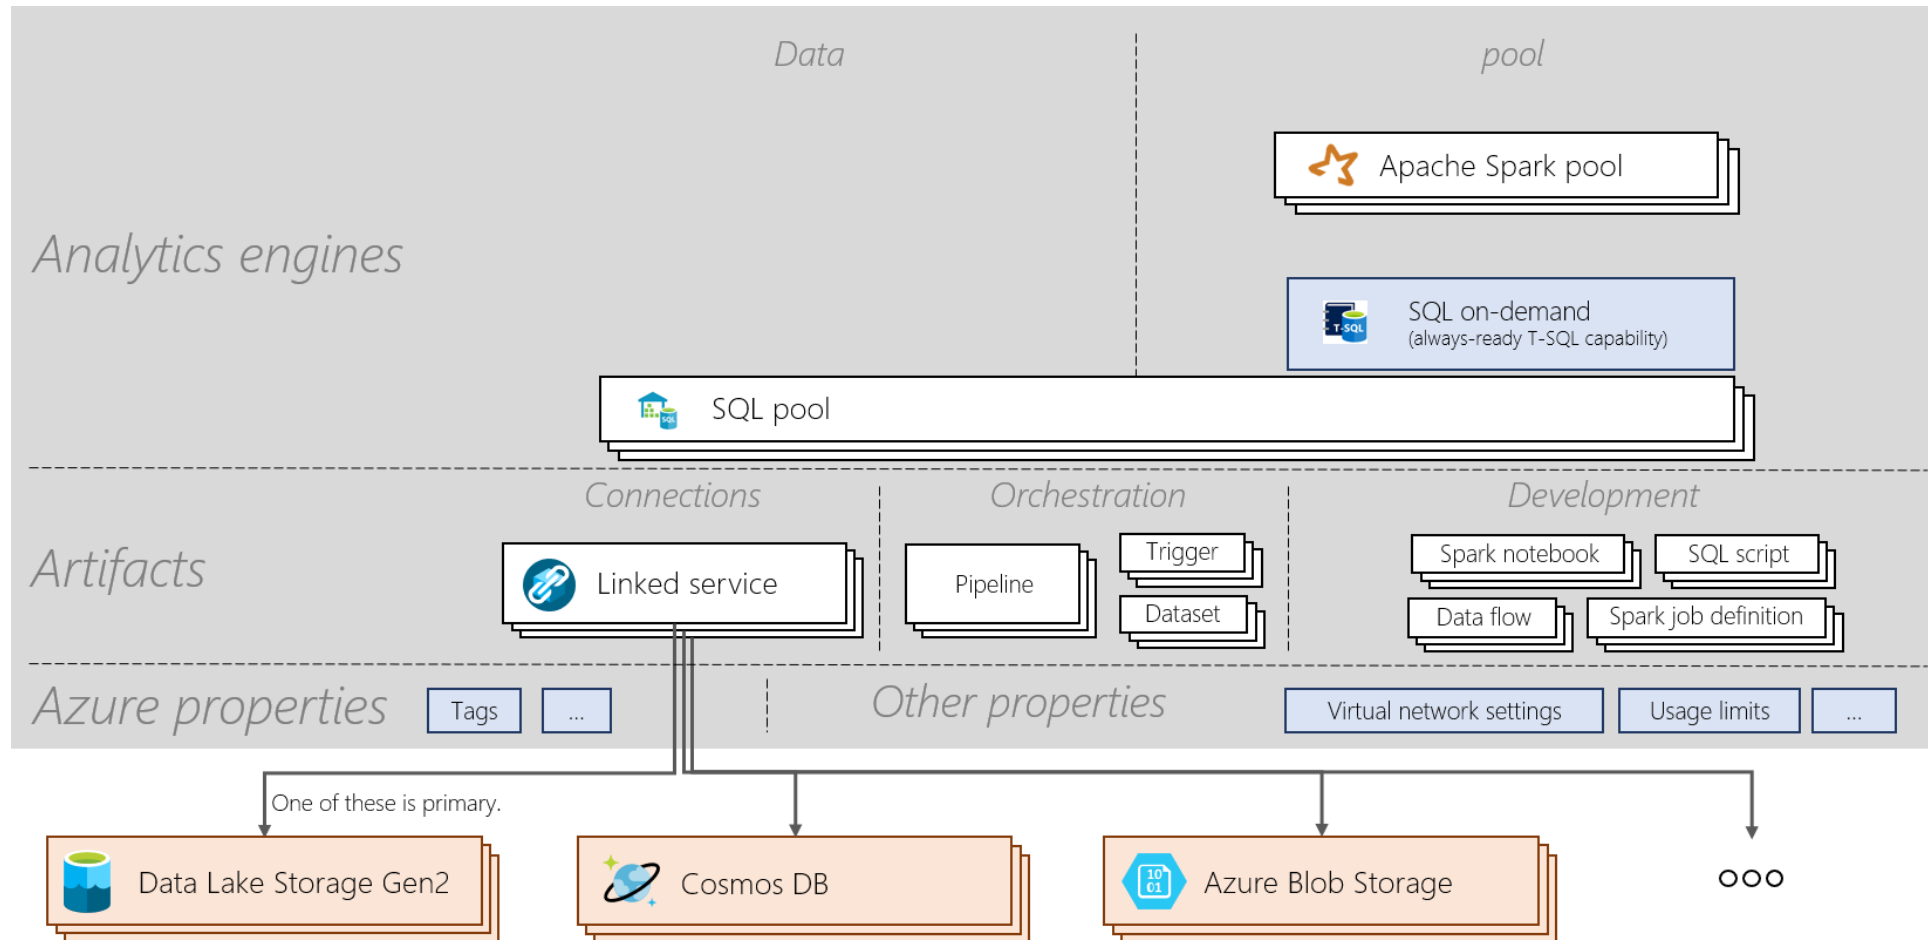 Data
pool
Apache Spark pool
Analytics engines
SQL on-demand
(always-ready T-SQL capability)
T-SQL
SQL pool
SQL
Connections
Orchestration
Development
Artifacts
Linked service
Pipeline
Trigger
Dataset
Spark notebook
SQL script
Data flow
Spark job definition
Azure properties
Tags
...
Other properties
Virtual network settings
Usage limits
...
One of these is primary.
Data Lake Storage Gen2
Cosmos DB
10
01
Azure Blob Storage